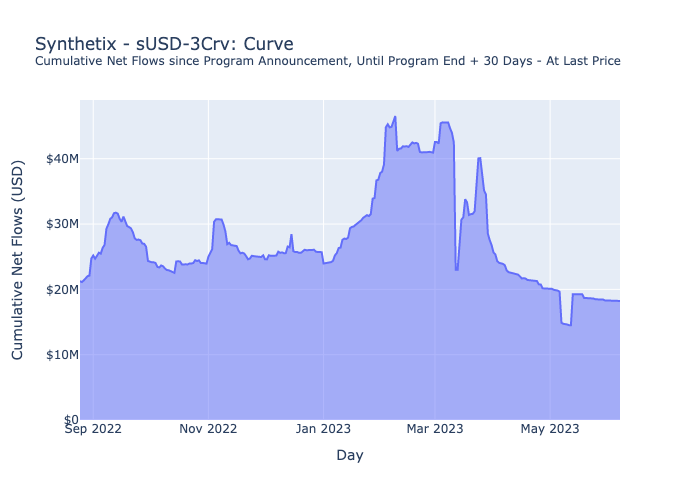 Synthetix - sUSD-3Crv: Curve
Cumulative Net Flows since Program Announcement, Until Program End + 30 Days - At Last Price
Cumulative Net Flows (USD)
$40M
$30M
$20M
$10M
$0
Sep 2022 Nov 2022 Jan 2023 Mar 2023 May 2023
Day